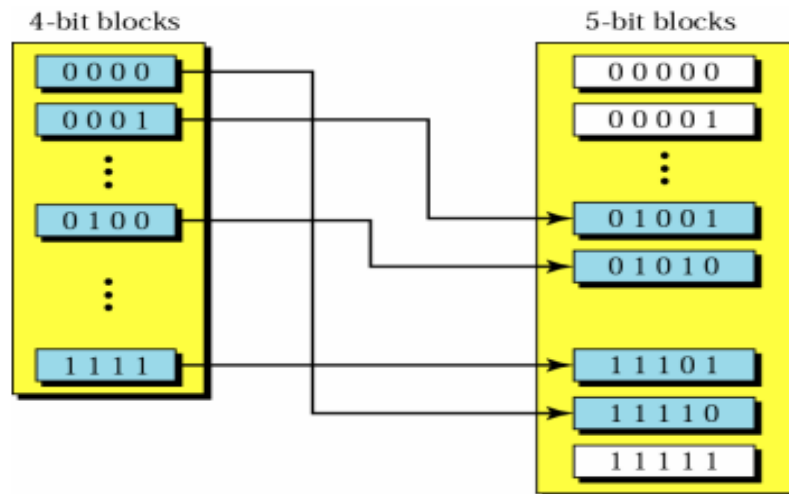 4-bit blocks
0 0 0 0
0 0 0 1
0 1 0 0
1 1 1 1
5-bit blocks
0 0 0 0 0
0 0 0 0 1
0 1 0 0 1
0 1 0 1 0
1 1 1 0 1
1 1 1 1 0
1 1 1 1 1